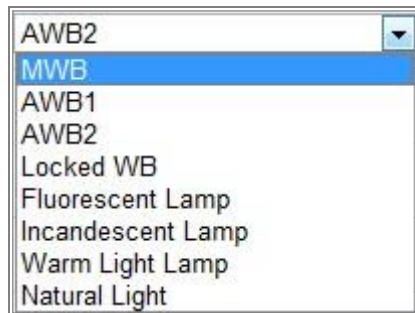 AWB2
MWB
AWB1
AWB2
Locked WB
Fluorescent Lamp
Incandescent Lamp
Warm Light Lamp
Natural Light